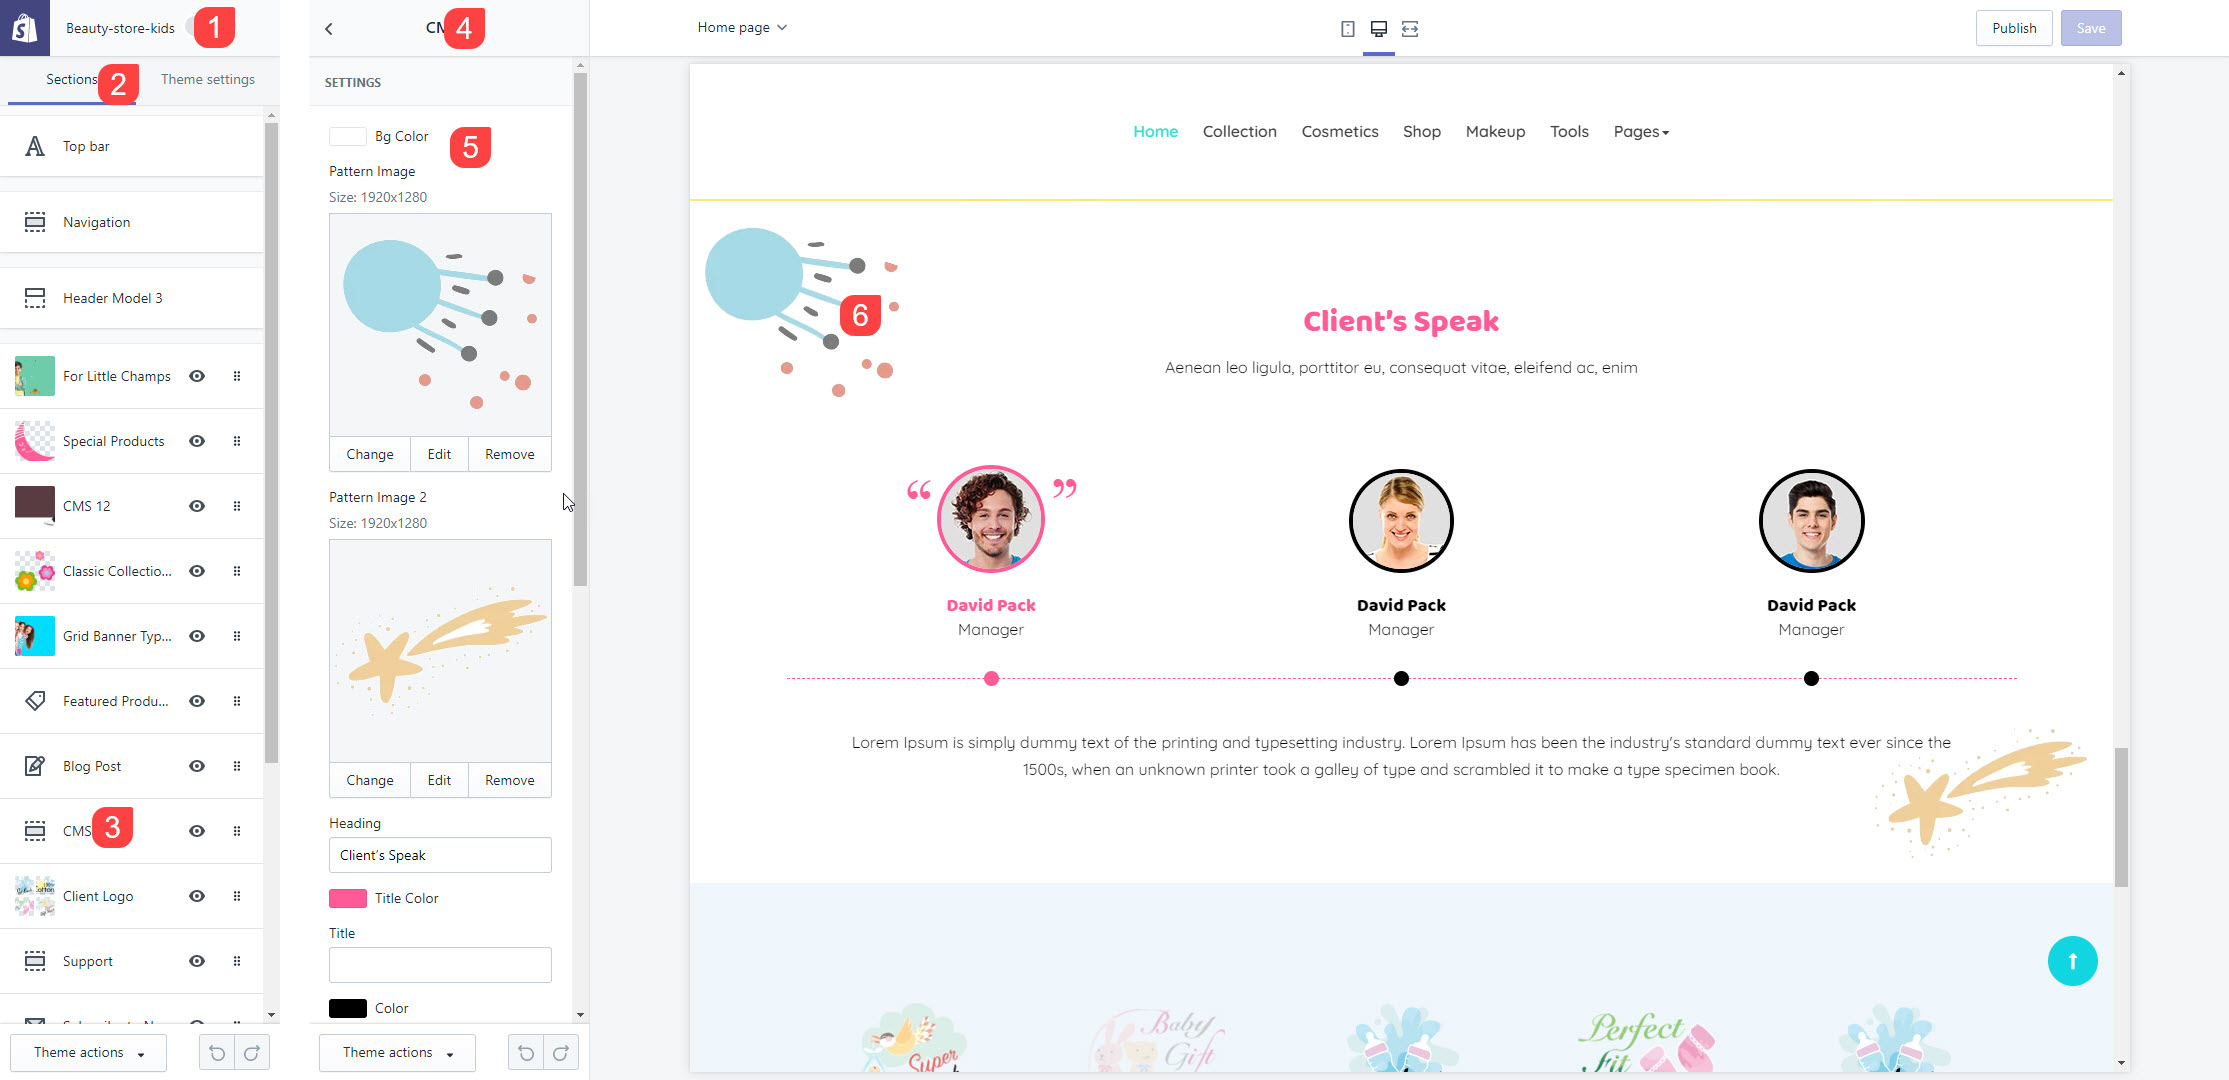 Beauty-store-kids
1
Sections
2
Theme settings
Top bar
Navigation
Header Model 3
For Little Champs
Special Products
CMS 12
Classic Collectio...
Grid Banner Typ...
Featured Produ...
Blog Post
CMS
3
Client Logo
Support
Theme actions
4
SETTINGS
Bg Color
5
Pattern Image
Size: 1920x1280
Change
Edit
Remove
Pattern Image 2
Size: 1920x1280
Change
Edit
Remove
Heading
Client's Speak
Title Color
Title
Color
Theme actions
Home page
Publish
Save
Home
Collection
Cosmetics
Shop
Makeup
Tools
Pages
6
Client's Speak
Aenean leo ligula, porttitor eu, consequat vitae, eleifend ac, enim
“
”
David Pack
Manager
David Pack
Manager
David Pack
Manager
Lorem Ipsum is simply dummy text of the printing and typesetting industry. Lorem Ipsum has been the industry's standard dummy text ever since the
1500s, when an unknown printer took a galley of type and scrambled it to make a type specimen book.
Super
Baby
Gift
Perfect
Fit